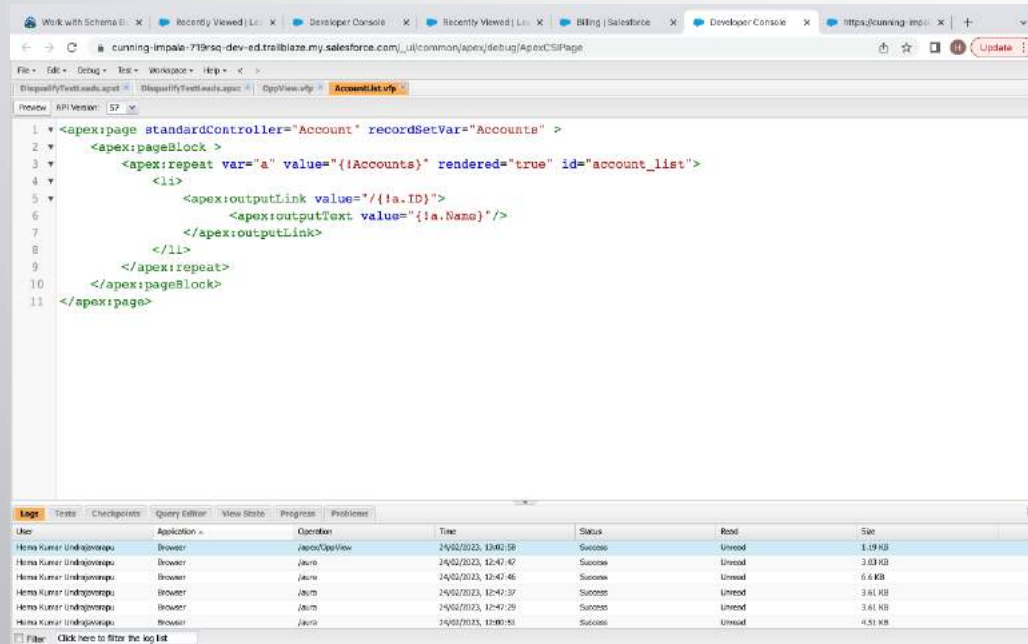 Work with Schema B
Recently Viewed | Le
Developer Console
Recently Viewed | Le
Billing | Salesforce
Developer Console
https://cunning-impal
cunning-impala-719rsq-dev-ed.trailblaze.my.salesforce.com/_ui/common/apex/debug/ApexCSIPage
H
Update
File Edit Debug Test Workspace Help < >
DisqualifyTestLeads.apxt DisqualifyTestLeads.apxc OppView.vfp AccountList.vfp
Preview API Version: 57
1 <apex:page standardController="Account" recordSetVar="Accounts" >
2 <apex:pageBlock >
3 <apex:repeat var="a" value="{!Accounts}" rendered="true" id="account_list">
4 <li>
5 <apex:outputLink value="/{!a.ID}">
6 <apex:outputText value="{!a.Name}"/>
7 </apex:outputLink>
8 </li>
9 </apex:repeat>
10 </apex:pageBlock>
11 </apex:page>
Logs Tests Checkpoints Query Editor View State Progress Problems
User Application Operation Time Status Read Size
Hema Kumar Undrajavarapu Browser /apex/OppView 24/02/2023, 13:02:58 Success Unread 1.19 KB
Hema Kumar Undrajavarapu Browser /aura 24/02/2023, 12:47:47 Success Unread 3.03 KB
Hema Kumar Undrajavarapu Browser /aura 24/02/2023, 12:47:46 Success Unread 6.6 KB
Hema Kumar Undrajavarapu Browser /aura 24/02/2023, 12:47:37 Success Unread 3.61 KB
Hema Kumar Undrajavarapu Browser /aura 24/02/2023, 12:47:29 Success Unread 3.61 KB
Hema Kumar Undrajavarapu Browser /aura 24/02/2023, 12:00:51 Success Unread 4.51 KB
Filter Click here to filter the log list